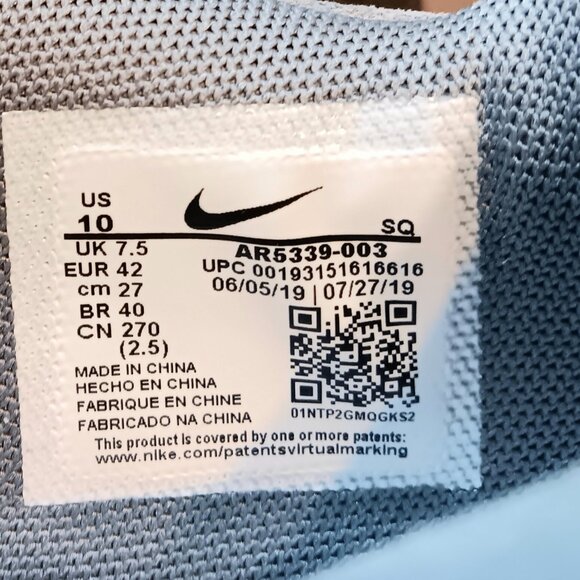 US
10
SQ
UK 7.5
AR5339-003
EUR 42
UPC 00193151616616
cm 27
06/05/19 | 07/27/19
BR 40
CN 270
(2.5)
MADE IN CHINA
HECHO EN CHINA
FABRIQUE EN CHINE
FABRICADO NA CHINA
01NTP2GMQGKS2
This product is covered by one or more patents:
www.nike.com/patentsvirtualmarking